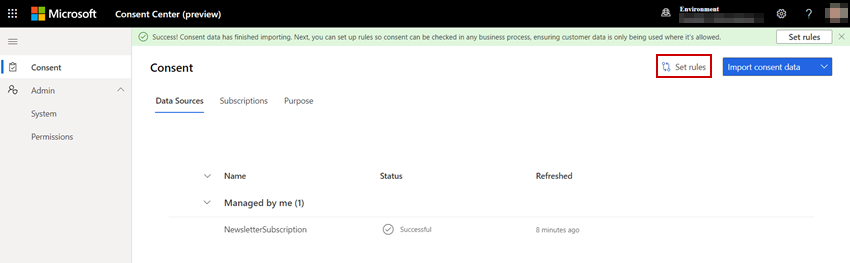 Microsoft Consent Center (preview) Environment ?
Success! Consent data has finished importing. Next, you can set up rules so consent can be checked in any business process, ensuring customer data is only being used where it's allowed. Set rules
Consent
Admin
System
Permissions
Consent Set rules Import consent data
Data Sources Subscriptions Purpose
Name Status Refreshed
Managed by me (1)
NewsletterSubscription Successful 8 minutes ago